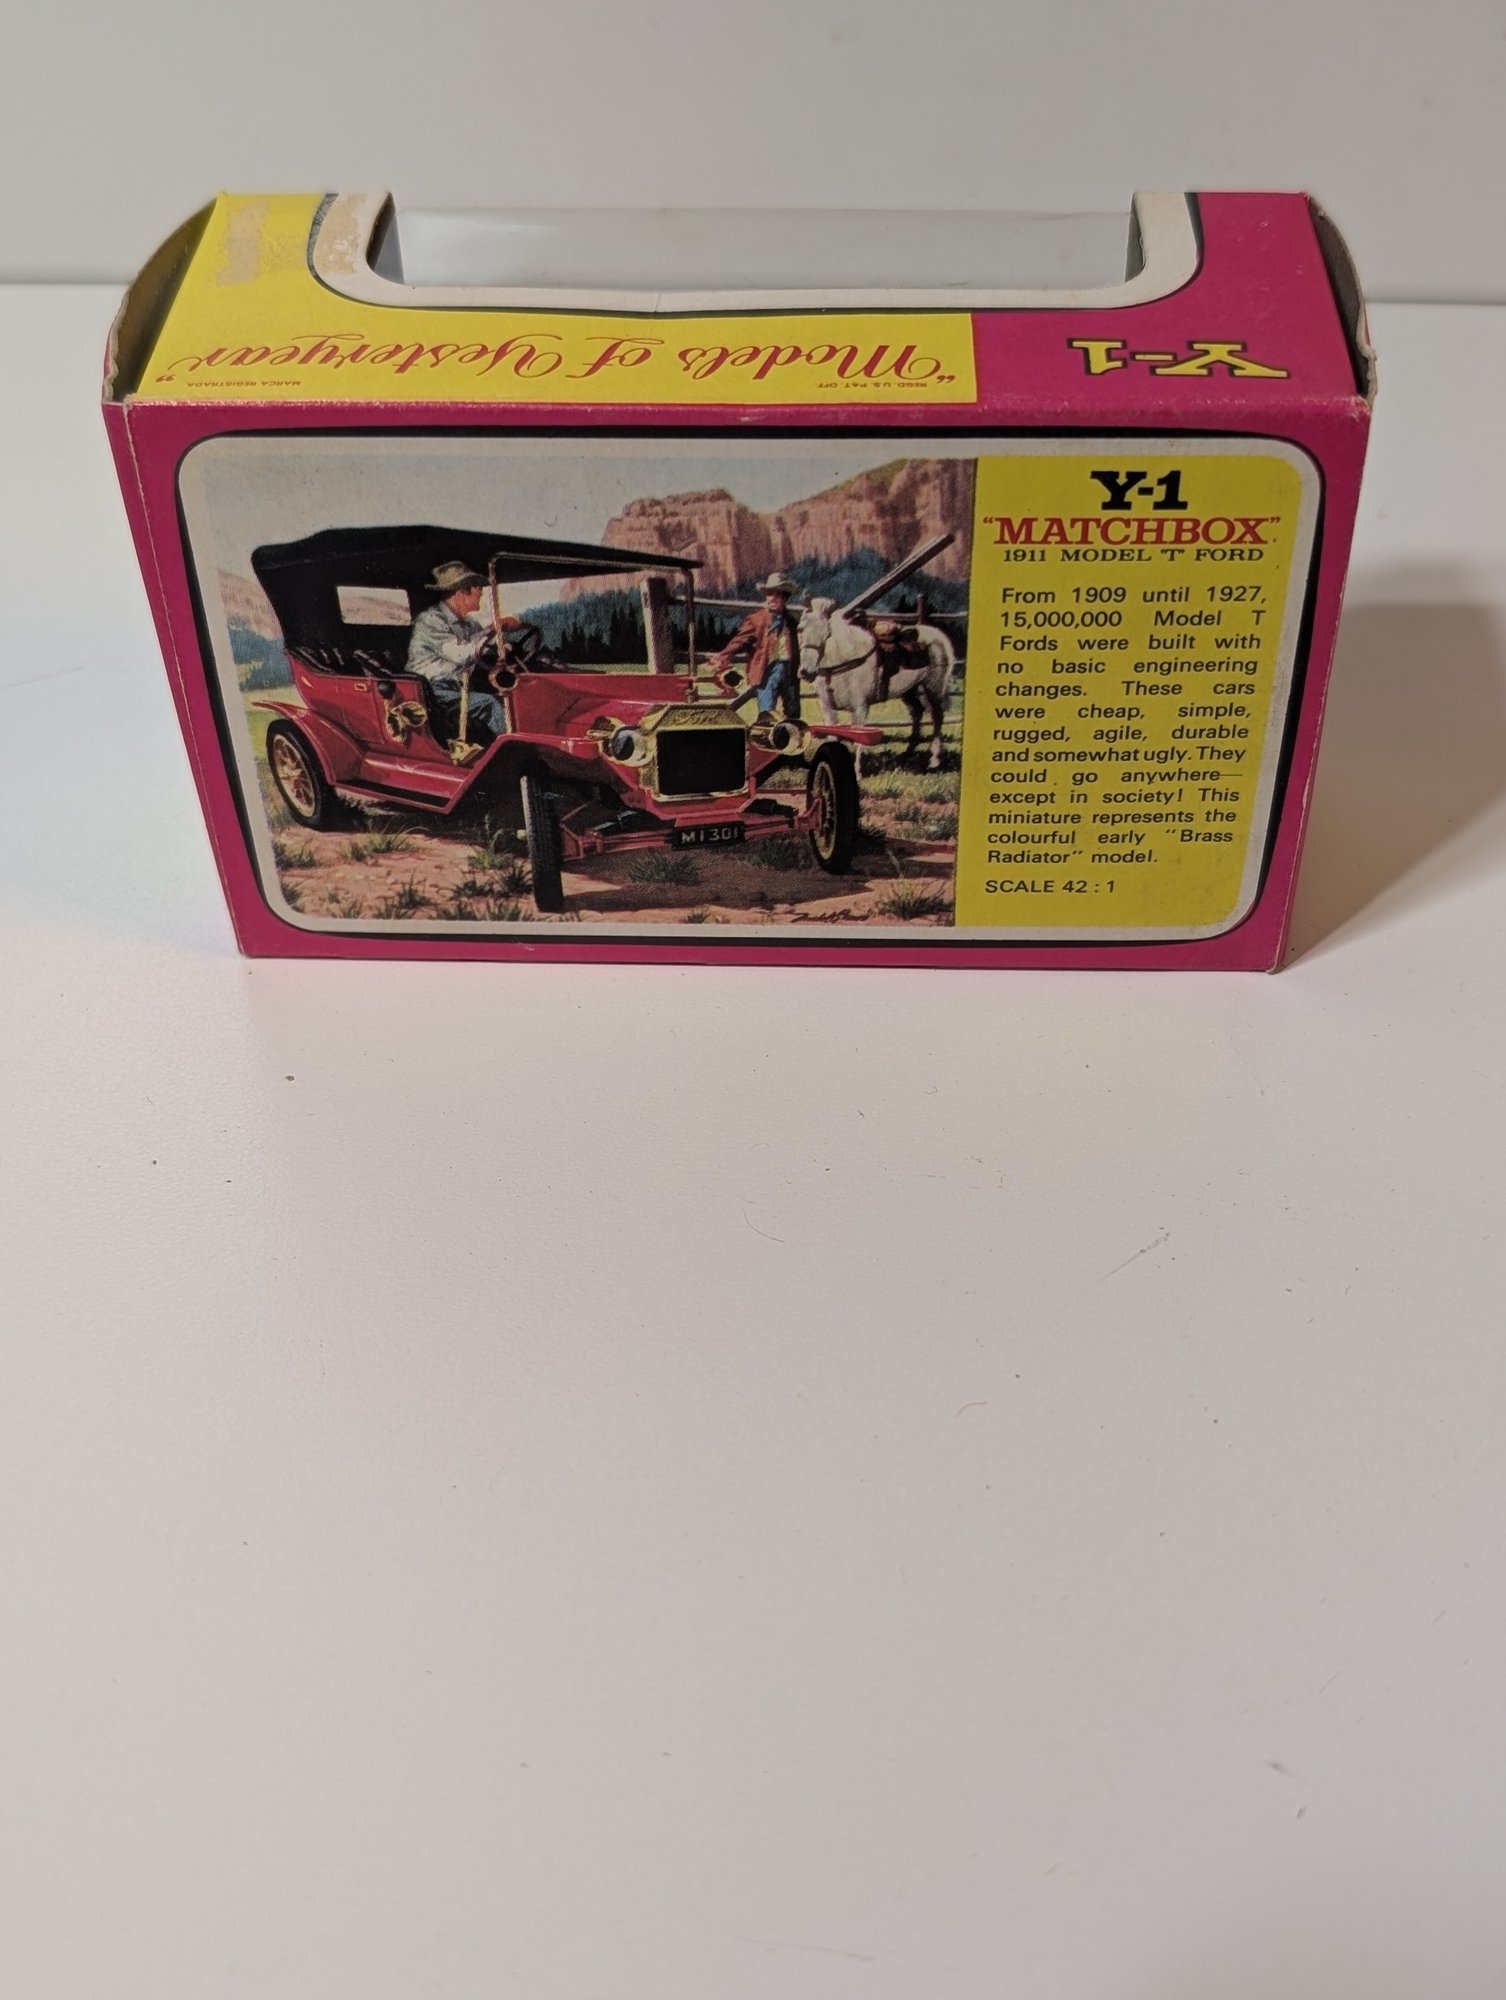 Y-1
"Models of Yesteryear"
REGD. U.S. PAT. OFF.
MARCA REGISTRADA
Y-1
"MATCHBOX"
1911 MODEL "T" FORD
From 1909 until 1927,
15,000,000 Model T
Fords were built with
no basic engineering
changes. These cars
were cheap, simple,
rugged, agile, durable
and somewhat ugly. They
could go anywhere—
except in society! This
miniature represents the
colourful early "Brass
Radiator" model.
SCALE 42 : 1
Ford
M1301